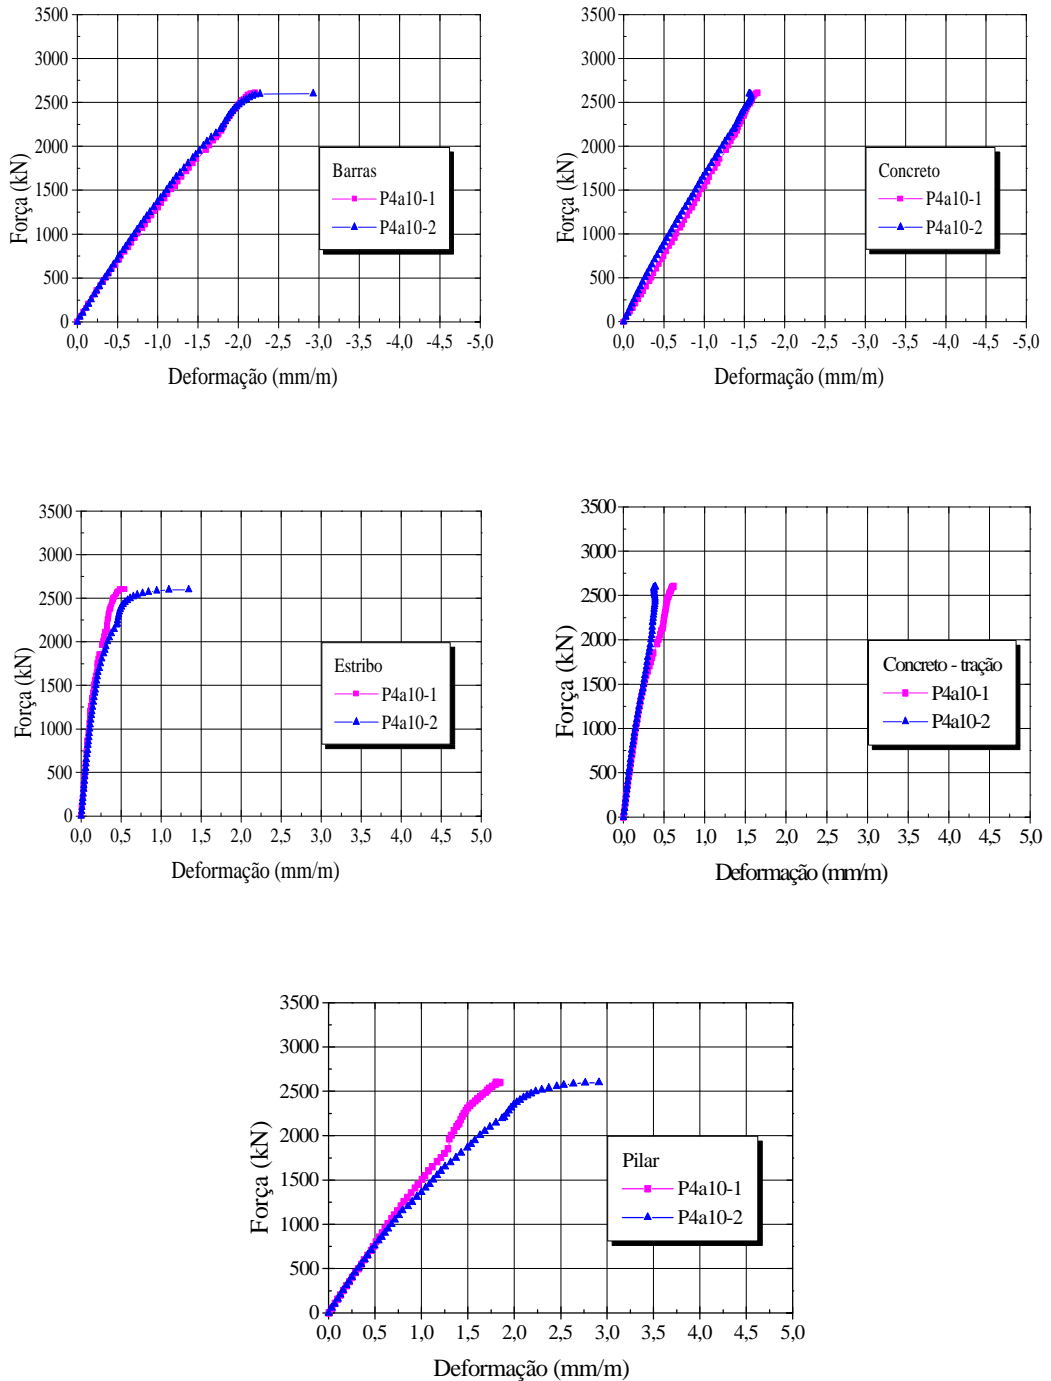 3500
3000
2500
2000
1500
1000
500
0
Força (kN)
0,0 -0,5 -1,0 -1,5 -2,0 -2,5 -3,0 -3,5 -4,0 -4,5 -5,0
Deformação (mm/m)
Barras
P4a10-1
P4a10-2
3500
3000
2500
2000
1500
1000
500
0
Força (kN)
0,0 -0,5 -1,0 -1,5 -2,0 -2,5 -3,0 -3,5 -4,0 -4,5 -5,0
Deformação (mm/m)
Concreto
P4a10-1
P4a10-2
3500
3000
2500
2000
1500
1000
500
0
Força (kN)
0,0 0,5 1,0 1,5 2,0 2,5 3,0 3,5 4,0 4,5 5,0
Deformação (mm/m)
Estribo
P4a10-1
P4a10-2
3500
3000
2500
2000
1500
1000
500
0
Força (kN)
0,0 0,5 1,0 1,5 2,0 2,5 3,0 3,5 4,0 4,5 5,0
Deformação (mm/m)
Concreto - tração
P4a10-1
P4a10-2
3500
3000
2500
2000
1500
1000
500
0
Força (kN)
0,0 0,5 1,0 1,5 2,0 2,5 3,0 3,5 4,0 4,5 5,0
Deformação (mm/m)
Pilar
P4a10-1
P4a10-2